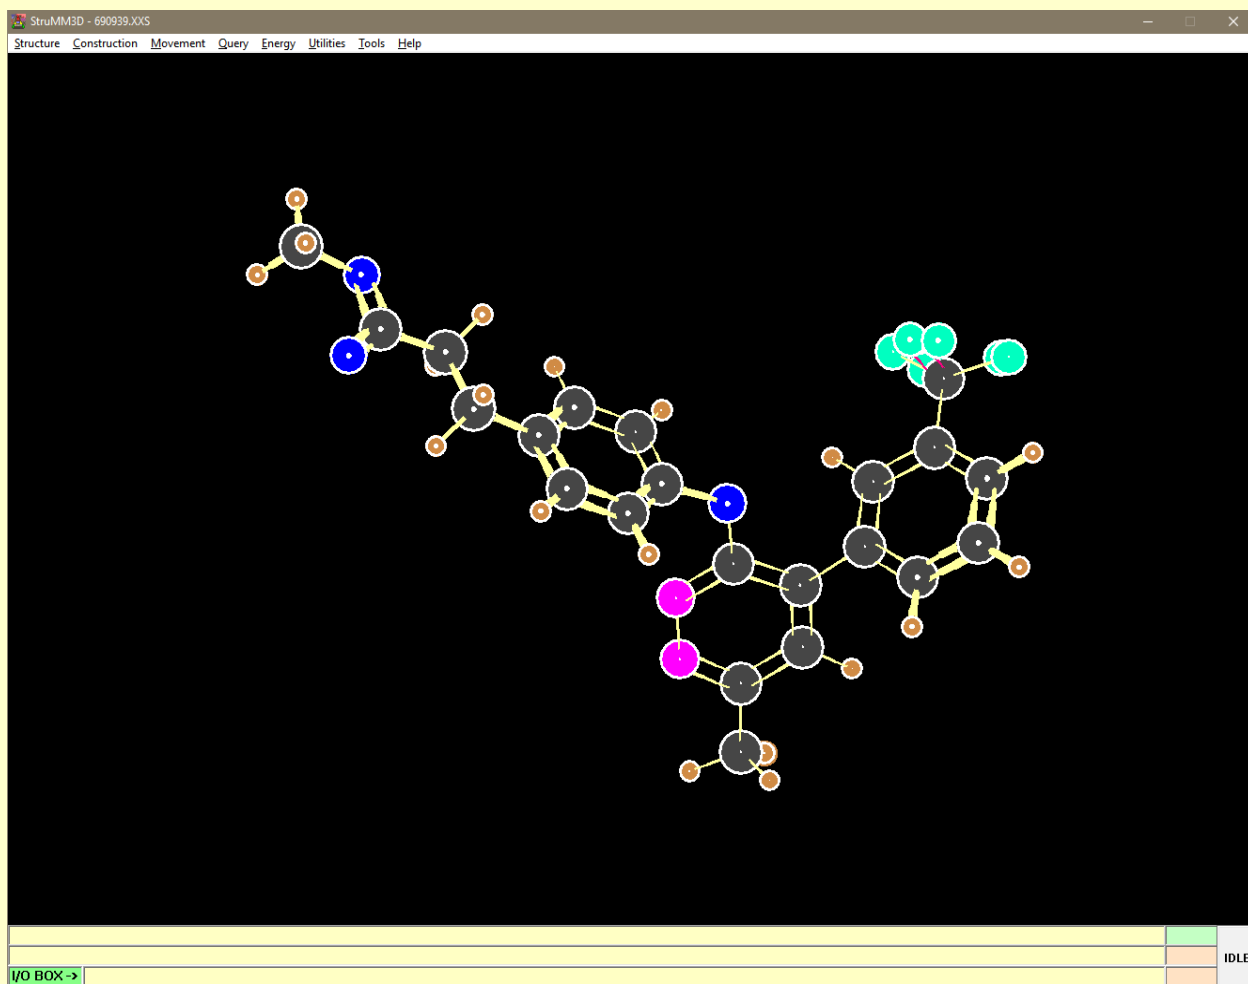 StruMM3D - 690939.XXS
Structure Construction Movement Query Energy Utilities Tools Help
IDLE
I/O BOX ->